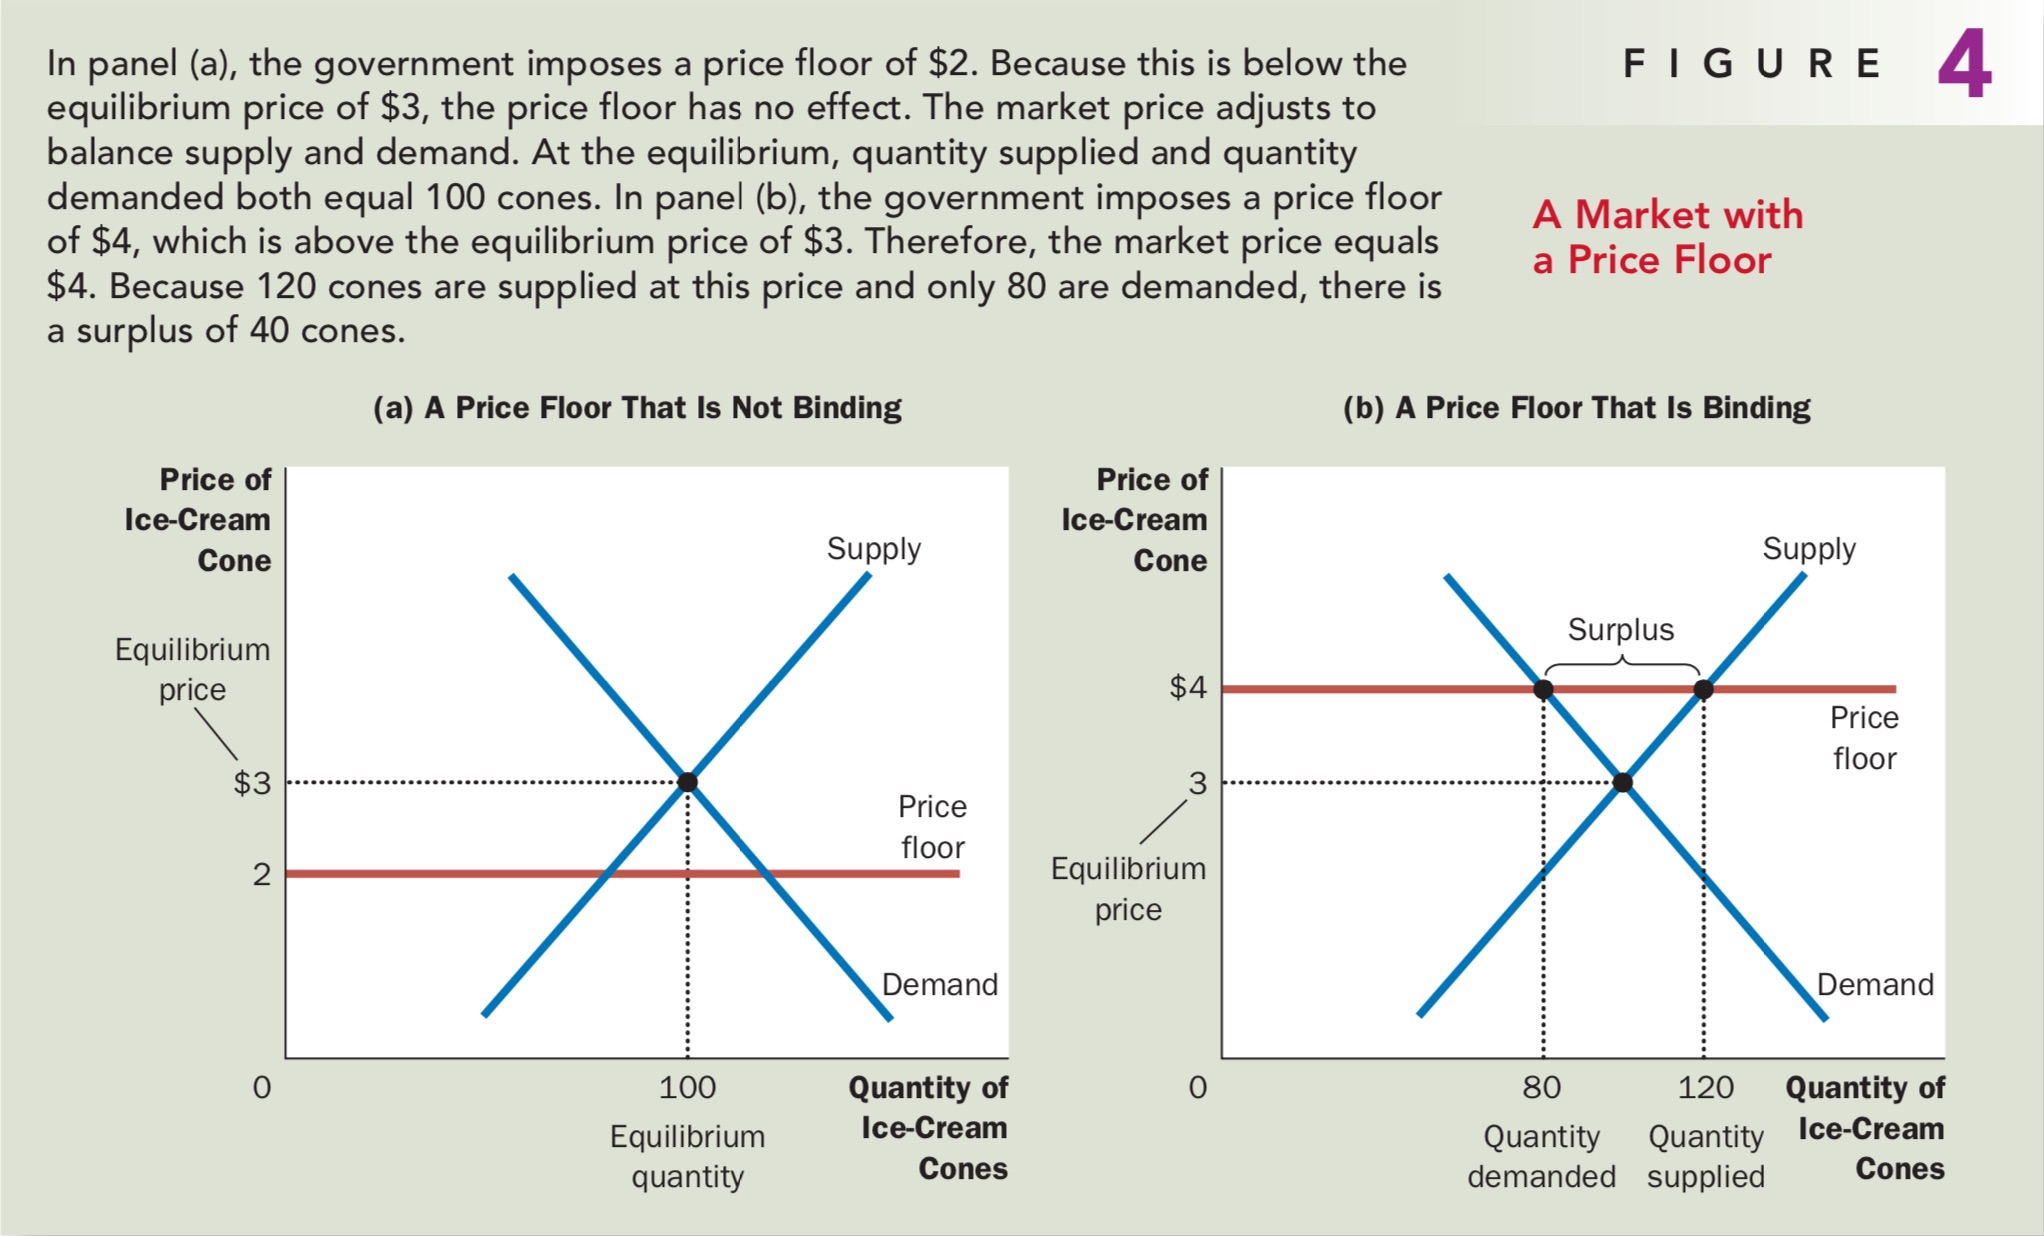 In panel (a), the government imposes a price floor of $2. Because this is below the
equilibrium price of $3, the price floor has no effect. The market price adjusts to
balance supply and demand. At the equilibrium, quantity supplied and quantity
demanded both equal 100 cones. In panel (b), the government imposes a price floor
of $4, which is above the equilibrium price of $3. Therefore, the market price equals
$4. Because 120 cones are supplied at this price and only 80 are demanded, there is
a surplus of 40 cones.
FIGURE 4
A Market with
a Price Floor
(a) A Price Floor That Is Not Binding
Price of
Ice-Cream
Cone
Supply
Equilibrium
price
$3
Price
floor
2
Demand
0
100
Quantity of
Ice-Cream
Cones
Equilibrium
quantity
(b) A Price Floor That Is Binding
Price of
Ice-Cream
Cone
Supply
Surplus
$4
Price
floor
3
Equilibrium
price
Demand
0
80
120
Quantity of
Ice-Cream
Cones
Quantity
demanded
Quantity
supplied